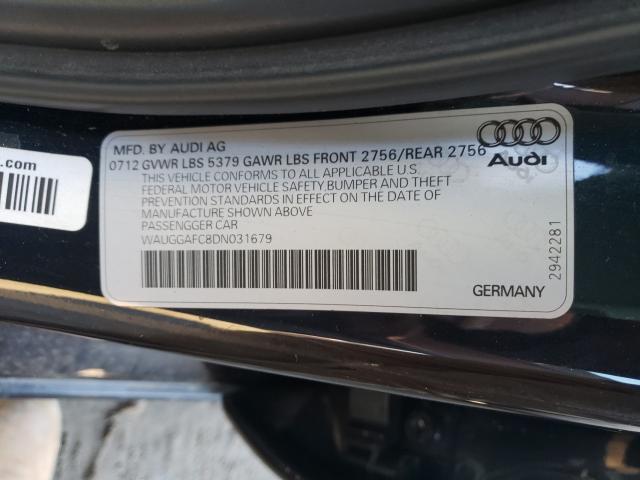 MFD. BY AUDI AG
0712 GVWR LBS 5379 GAWR LBS FRONT 2756/REAR 2756
THIS VEHICLE CONFORMS TO ALL APPLICABLE U.S.
FEDERAL MOTOR VEHICLE SAFETY,BUMPER AND THEFT
PREVENTION STANDARDS IN EFFECT ON THE DATE OF
MANUFACTURE SHOWN ABOVE
PASSENGGER CAR
WAUGGAFC8DN031679
Audi
2942281
GERMANY
.com